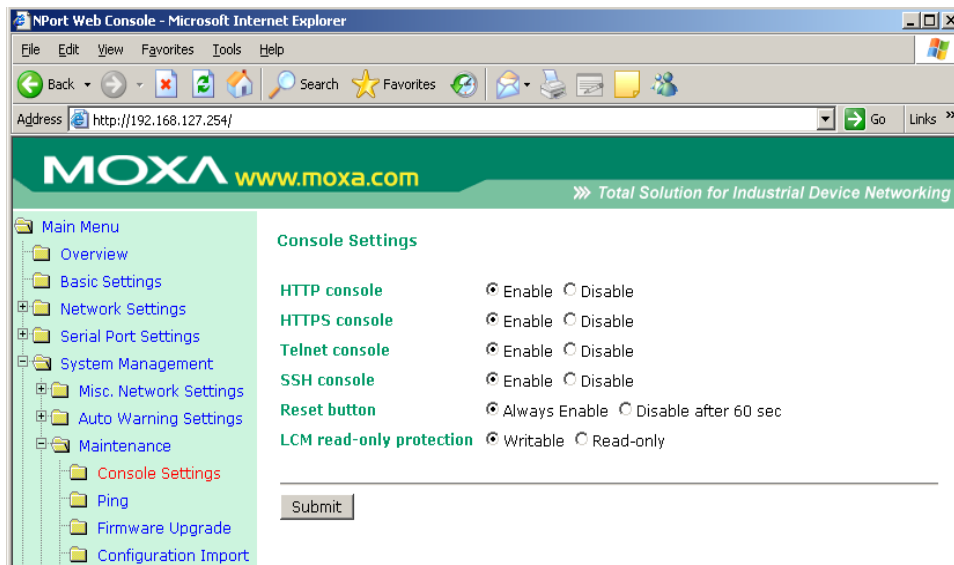 NPort Web Console - Microsoft Internet Explorer
File Edit View Favorites Tools Help
Back Search Favorites
Address http://192.168.127.254/ Go Links »
MOXA www.moxa.com
Total Solution for Industrial Device Networking
Main Menu
Overview
Basic Settings
Network Settings
Serial Port Settings
System Management
Misc. Network Settings
Auto Warning Settings
Maintenance
Console Settings
Ping
Firmware Upgrade
Configuration Import
Console Settings
HTTP console Enable Disable
HTTPS console Enable Disable
Telnet console Enable Disable
SSH console Enable Disable
Reset button Always Enable Disable after 60 sec
LCM read-only protection Writable Read-only
Submit